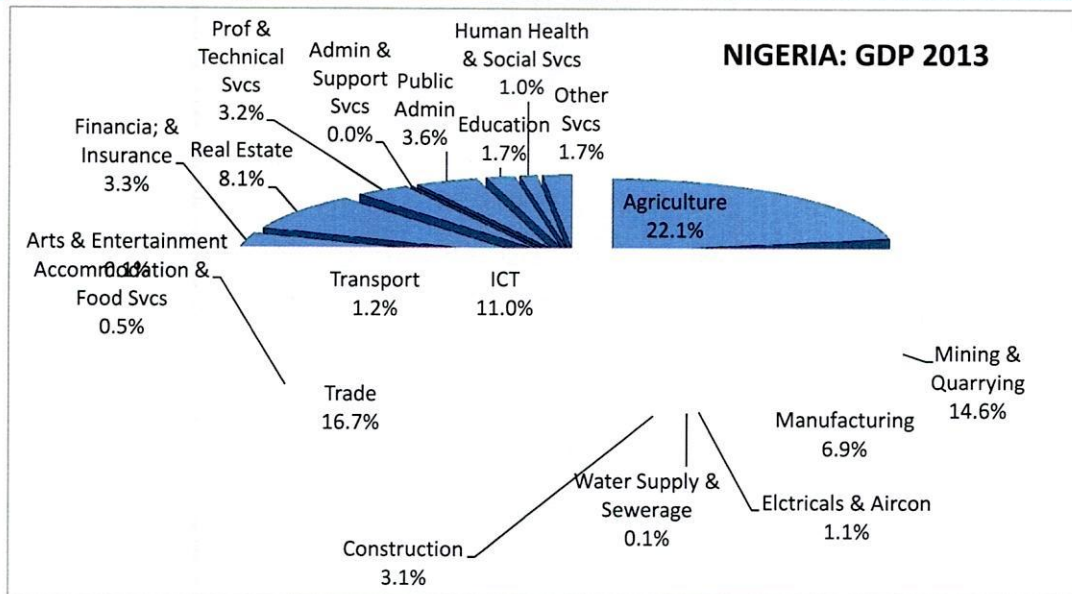 NIGERIA: GDP 2013
Prof &
Technical
Svcs
3.2%
Admin &
Support
Svcs
0.0%
Public
Admin
3.6%
Human Health
& Social Svcs
1.0%
Education
1.7%
Other
Svcs
1.7%
Financia; &
Insurance
3.3%
Real Estate
8.1%
Agriculture
22.1%
Arts & Entertainment
0.1%
Accommodation &
Food Svcs
0.5%
Transport
1.2%
ICT
11.0%
Trade
16.7%
Mining &
Quarrying
14.6%
Manufacturing
6.9%
Water Supply &
Sewerage
0.1%
Elctricals & Aircon
1.1%
Construction
3.1%